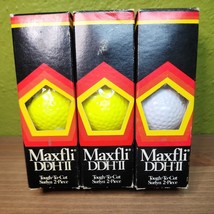 Maxfli
DDH II
Tough-To-Cut
Surlyn 2-Piece
Maxfli
DDH II
Tough-To-Cut
Surlyn 2-Piece
Maxfli
DDH II
Tough-To-Cut
Surlyn 2-Piece